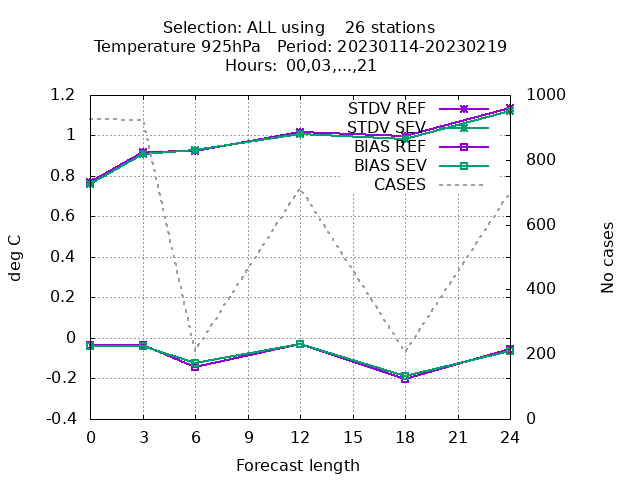 Selection: ALL using    26 stations
Temperature 925hPa   Period: 20230114-20230219
Hours: 00,03,...,21
STDV REF
STDV SEV
BIAS REF
BIAS SEV
CASES
1.2
1
0.8
0.6
0.4
0.2
0
-0.2
-0.4
deg C
1000
800
600
400
200
0
No cases
0 3 6 9 12 15 18 21 24
Forecast length